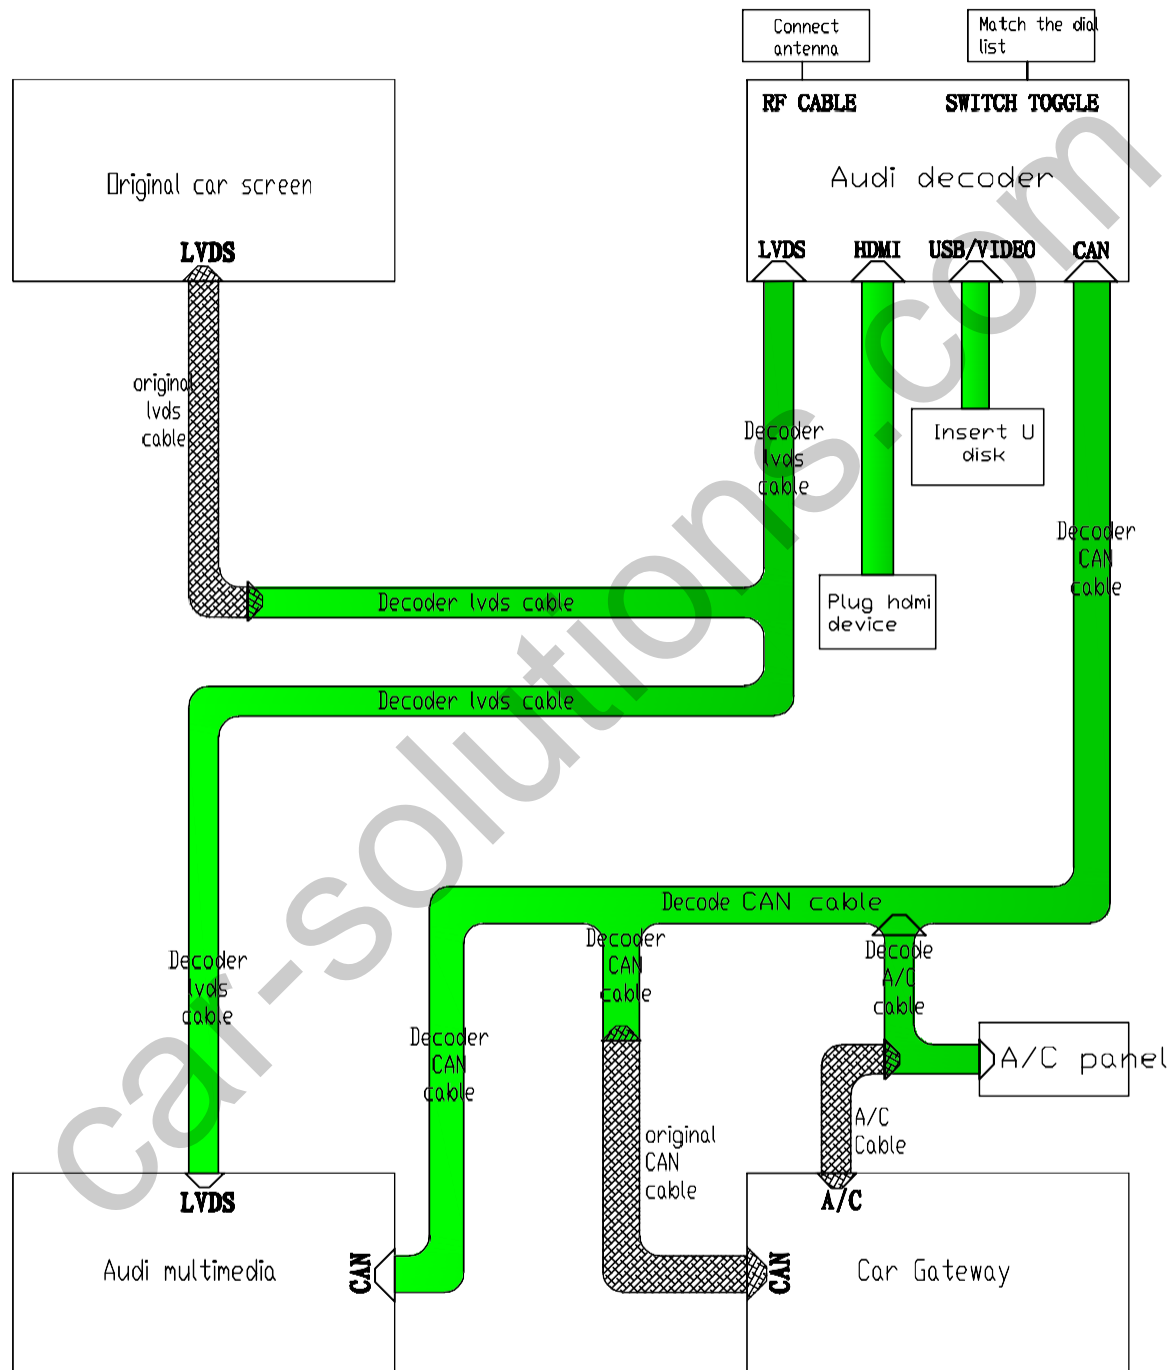 Connect
antenna
Match the dial
list
RF CABLE
SWITCH TOGGLE
Original car screen
Audi decoder
LVDS
LVDS
HDMI
USB/VIDEO
CAN
original
lvds
cable
Decoder
lvds
cable
Insert U
disk
Decoder
CAN
cable
Decoder lvds cable
Plug hdmi
device
Decoder lvds cable
Decode CAN cable
Decoder
lvds
cable
Decoder
CAN
cable
Decode
A/C
cable
Decoder
CAN
cable
A/C panel
original
CAN
cable
A/C
Cable
LVDS
A/C
Audi multimedia
CAN
CAN
Car Gateway
car-solutions.com